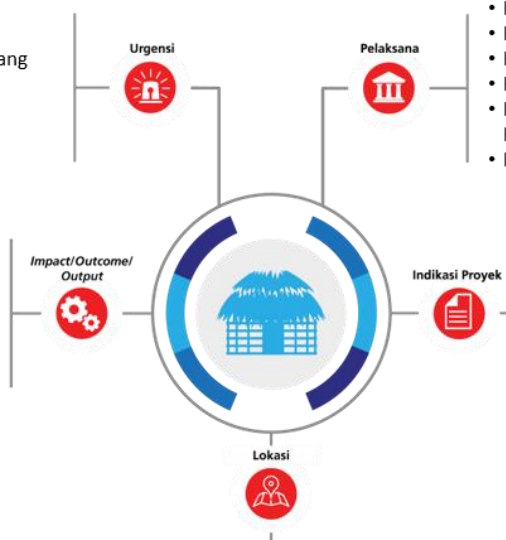 Urgensi
Pelaksana
ang
Impact/Outcome/
Output
Indikasi Proyek
Lokasi